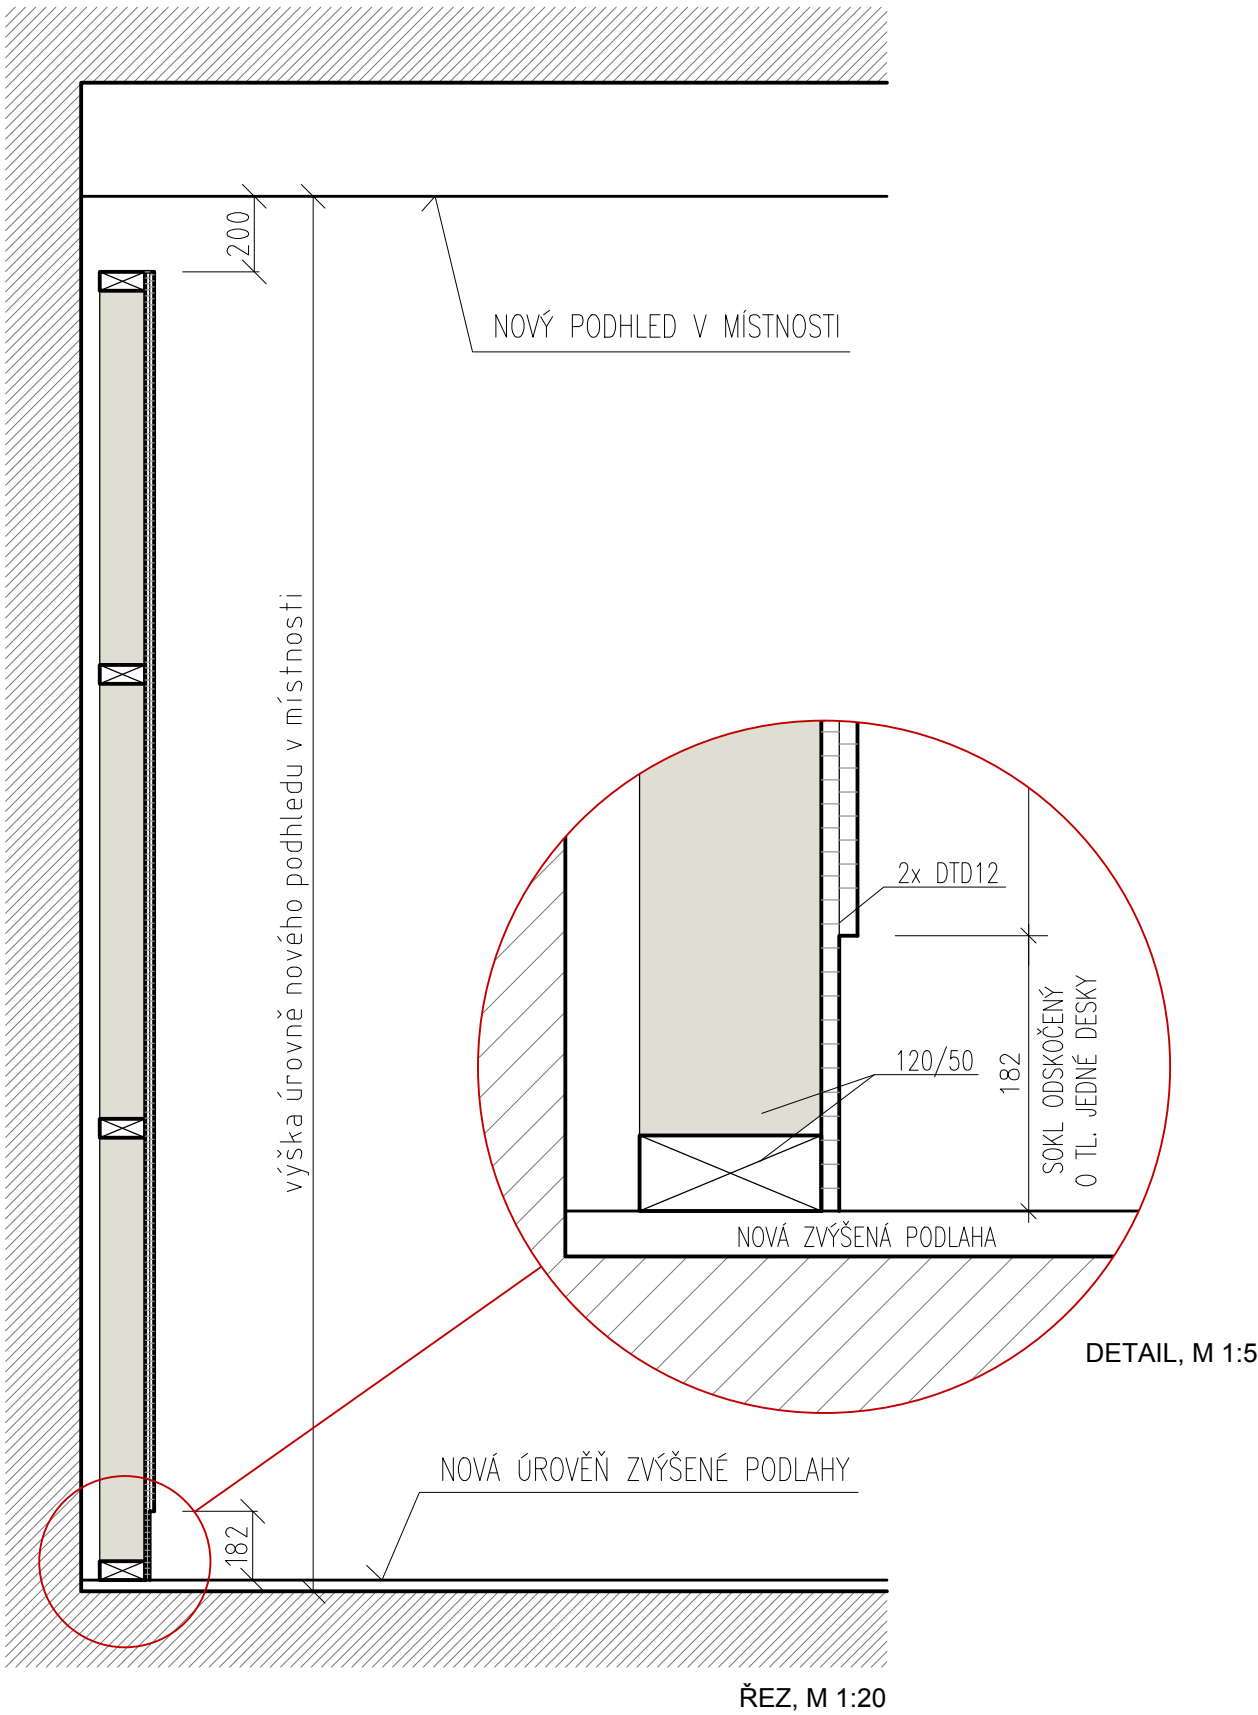 200
NOVÝ PODHLED V MÍSTNOSTI
výška úrovně nového podhledu v místnosti
2x DTD12
120/50
182
SOKL ODSKOČENÝ
O TL. JEDNÉ DESKY
NOVÁ ZVÝŠENÁ PODLAHA
DETAIL, M 1:5
NOVÁ ÚROVĚŇ ZVÝŠENÉ PODLAHY
182
ŘEZ, M 1:20